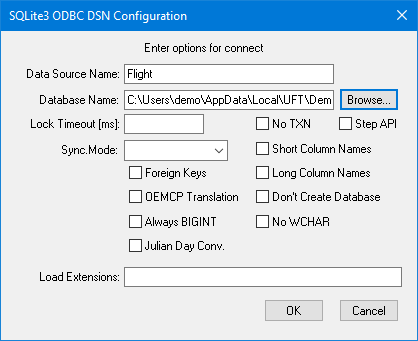 SQLite3 ODBC DSN Configuration
Enter options for connect
Data Source Name: Flight
Database Name: C:\Users\demo\AppData\Local\UFT\Dem Browse...
Lock Timeout [ms]: No TXN Step API
Sync.Mode: Short Column Names
Foreign Keys Long Column Names
OEMCP Translation Don't Create Database
Always BIGINT No WCHAR
Julian Day Conv.
Load Extensions:
OK Cancel